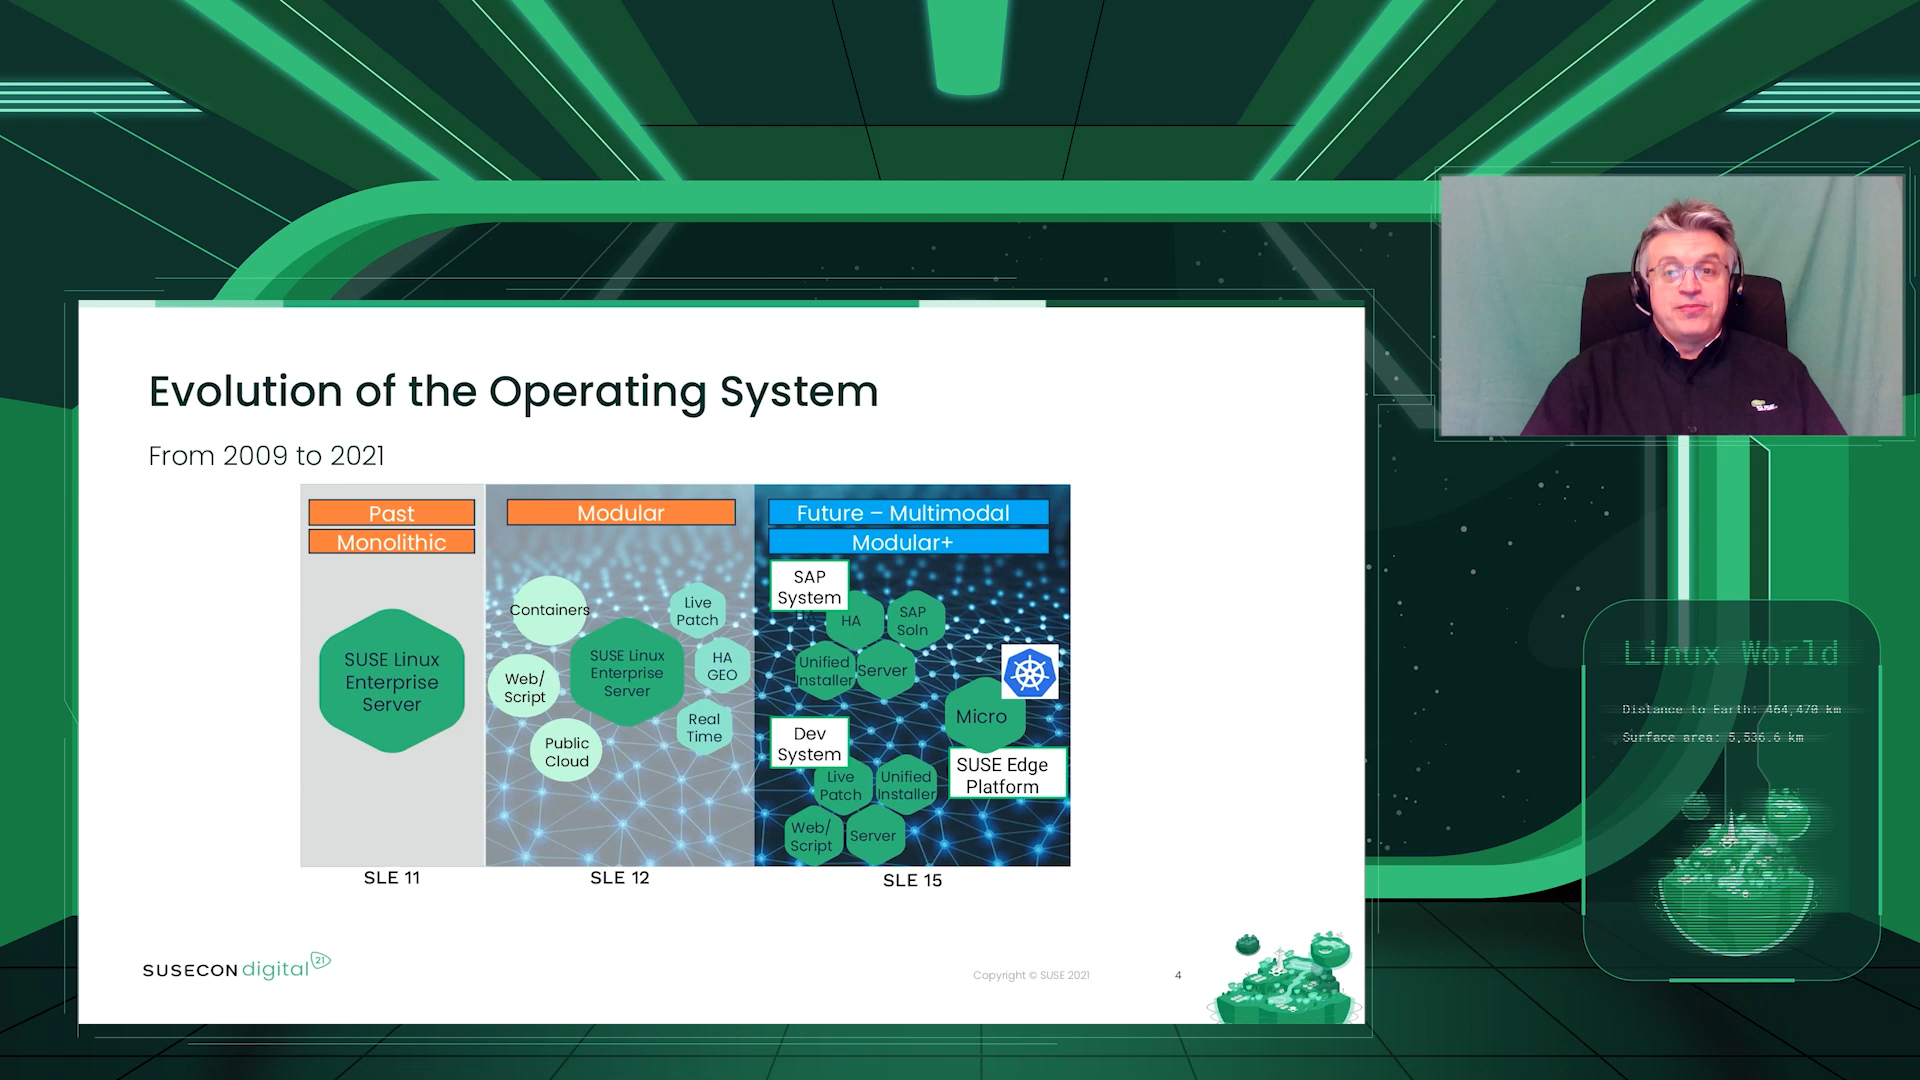 Evolution of the Operating System
From 2009 to 2021
Past
Monolithic
SUSE Linux
Enterprise
Server
SLE 11
Modular
Containers
Live
Patch
SUSE Linux
Enterprise
Server
HA
GEO
Web/
Script
Real
Time
Public
Cloud
SLE 12
Future – Multimodal
Modular+
SAP
System
HA
HA
SAP
Soln
Unified
Installer
Server
Micro
Dev
System
SUSE Edge
Platform
Live
Patch
Unified
Installer
Web/
Script
Server
SLE 15
SUSECON digital 21
Copyright © SUSE 2021
4
SUSE
Linux World
Distance to Earth: 464,470 km
Surface area: 5,536.6 km